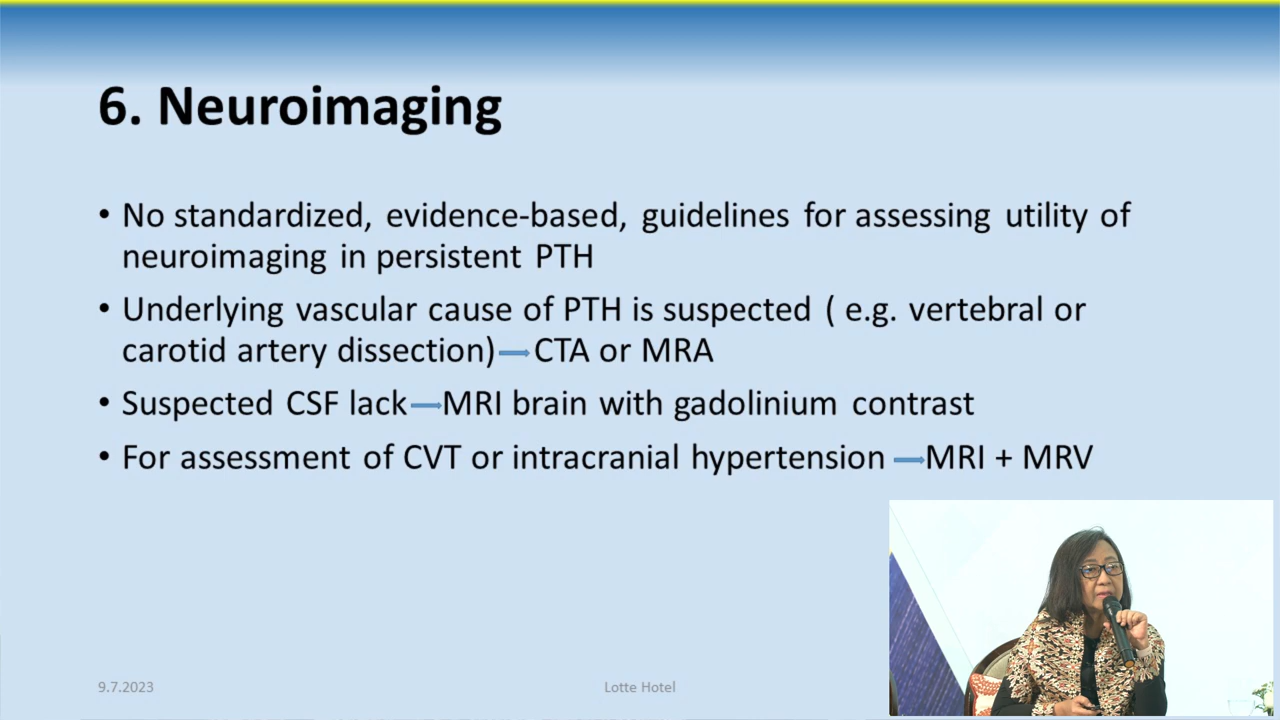 6. Neuroimaging
• No standardized, evidence-based, guidelines for assessing utility of
neuroimaging in persistent PTH
• Underlying vascular cause of PTH is suspected ( e.g. vertebral or
carotid artery dissection)→CTA or MRA
• Suspected CSF lack→MRI brain with gadolinium contrast
• For assessment of CVT or intracranial hypertension →MRI + MRV
9.7.2023
Lotte Hotel